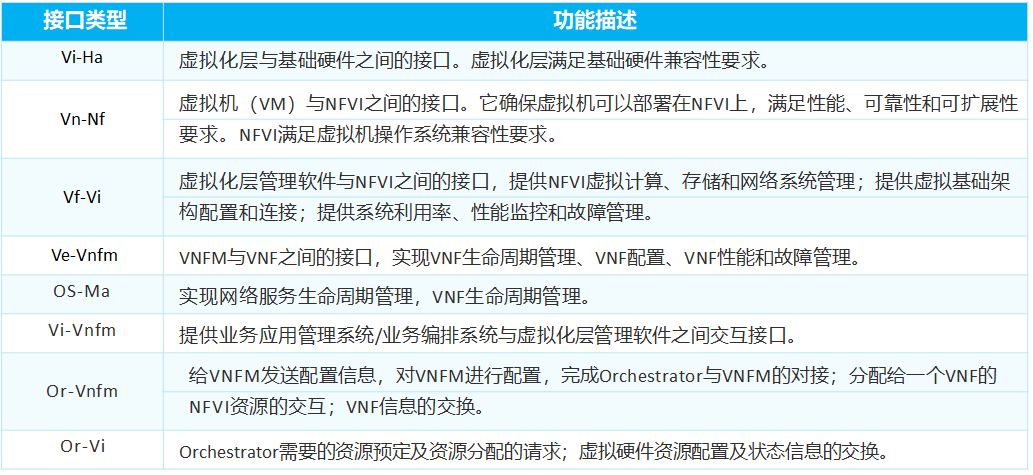 接口类型 功能描述
Vi-Ha 虚拟化层与基础硬件之间的接口。虚拟化层满足基础硬件兼容性要求。
Vn-Nf 虚拟机（VM）与NFVI之间的接口。它确保虚拟机可以部署在NFVI上，满足性能、可靠性和可扩展性
要求。NFVI满足虚拟机操作系统兼容性要求。
Vf-Vi 虚拟化层管理软件与NFVI之间的接口，提供NFVI虚拟计算、存储和网络系统管理；提供虚拟基础架
构配置和连接；提供系统利用率、性能监控和故障管理。
Ve-Vnfm VNFM与VNF之间的接口，实现VNF生命周期管理、VNF配置、VNF性能和故障管理。
OS-Ma 实现网络服务生命周期管理，VNF生命周期管理。
Vi-Vnfm 提供业务应用管理系统/业务编排系统与虚拟化层管理软件之间交互接口。
Or-Vnfm 给VNFM发送配置信息，对VNFM进行配置，完成Orchestrator与VNFM的对接；分配给一个VNF的
NFVI资源的交互；VNF信息的交换。
Or-Vi Orchestrator需要的资源预定及资源分配的请求；虚拟硬件资源配置及状态信息的交换。